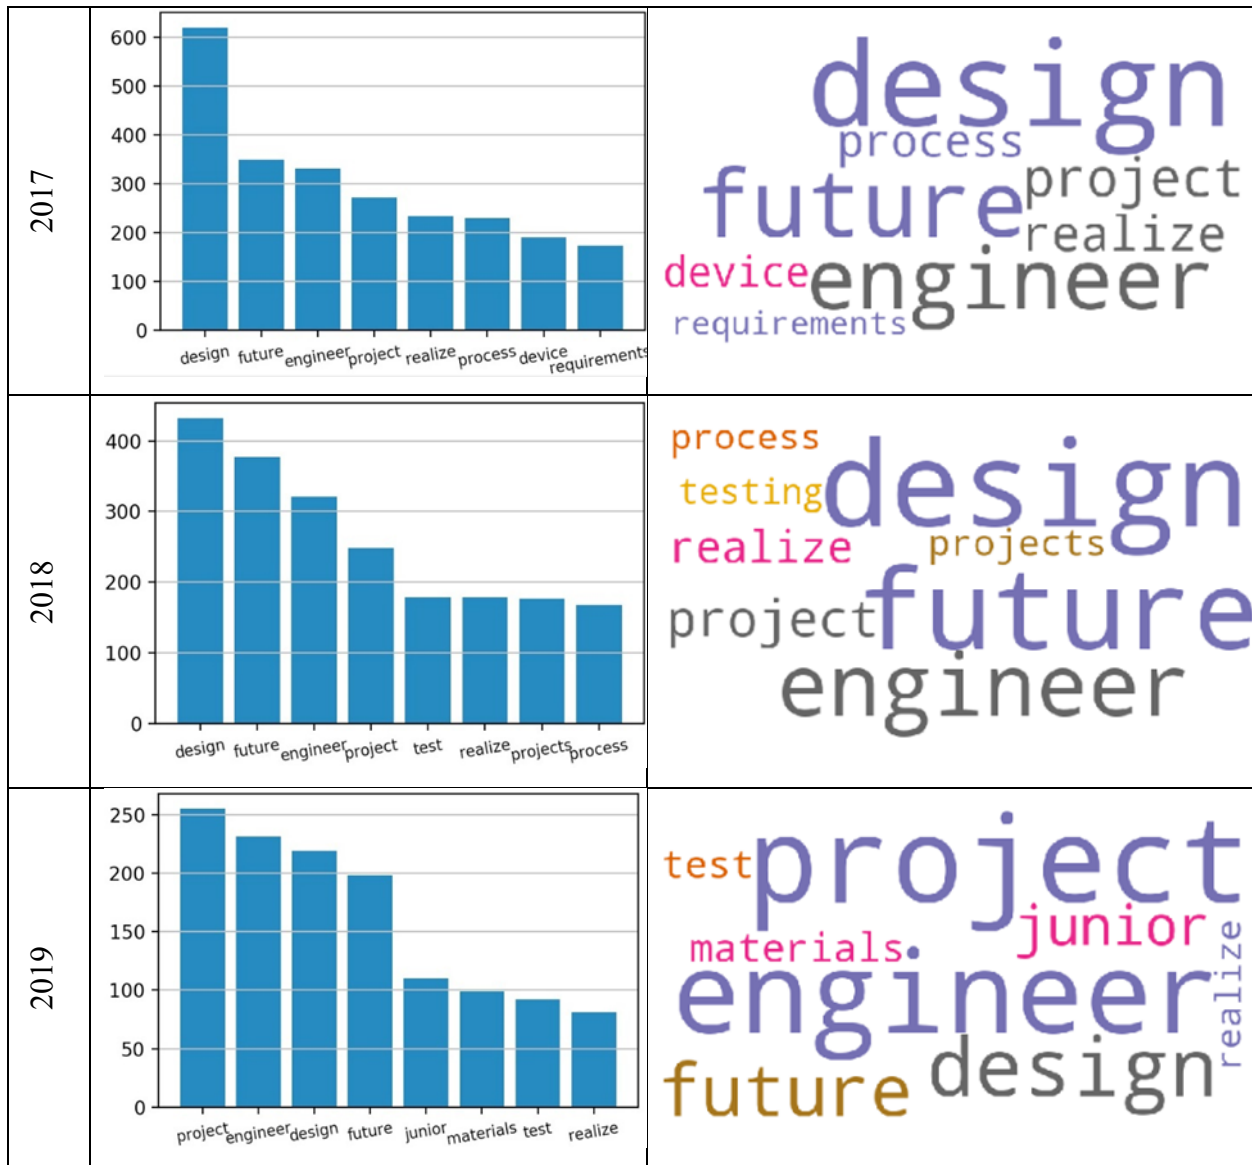 2017
600
500
400
300
200
100
0
design future engineer project realize process device requirements
design
process
future
project
realize
device
engineer
requirements
2018
400
300
200
100
0
design future engineer project test realize projects process
process
design
testing
realize
projects
future
project
engineer
2019
250
200
150
100
50
0
project engineer design future junior materials test realize
test
project
junior
materials
realize
engineer
design
future